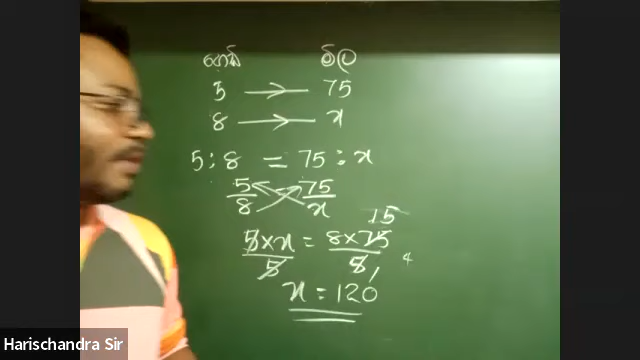 පොත් මිල
5 → 75
8 → x
5 : 8 = 75 : x
5/8 75/x
5 × x / 5 = 8 × 75 / 5
15
x = 120
Harischandra Sir